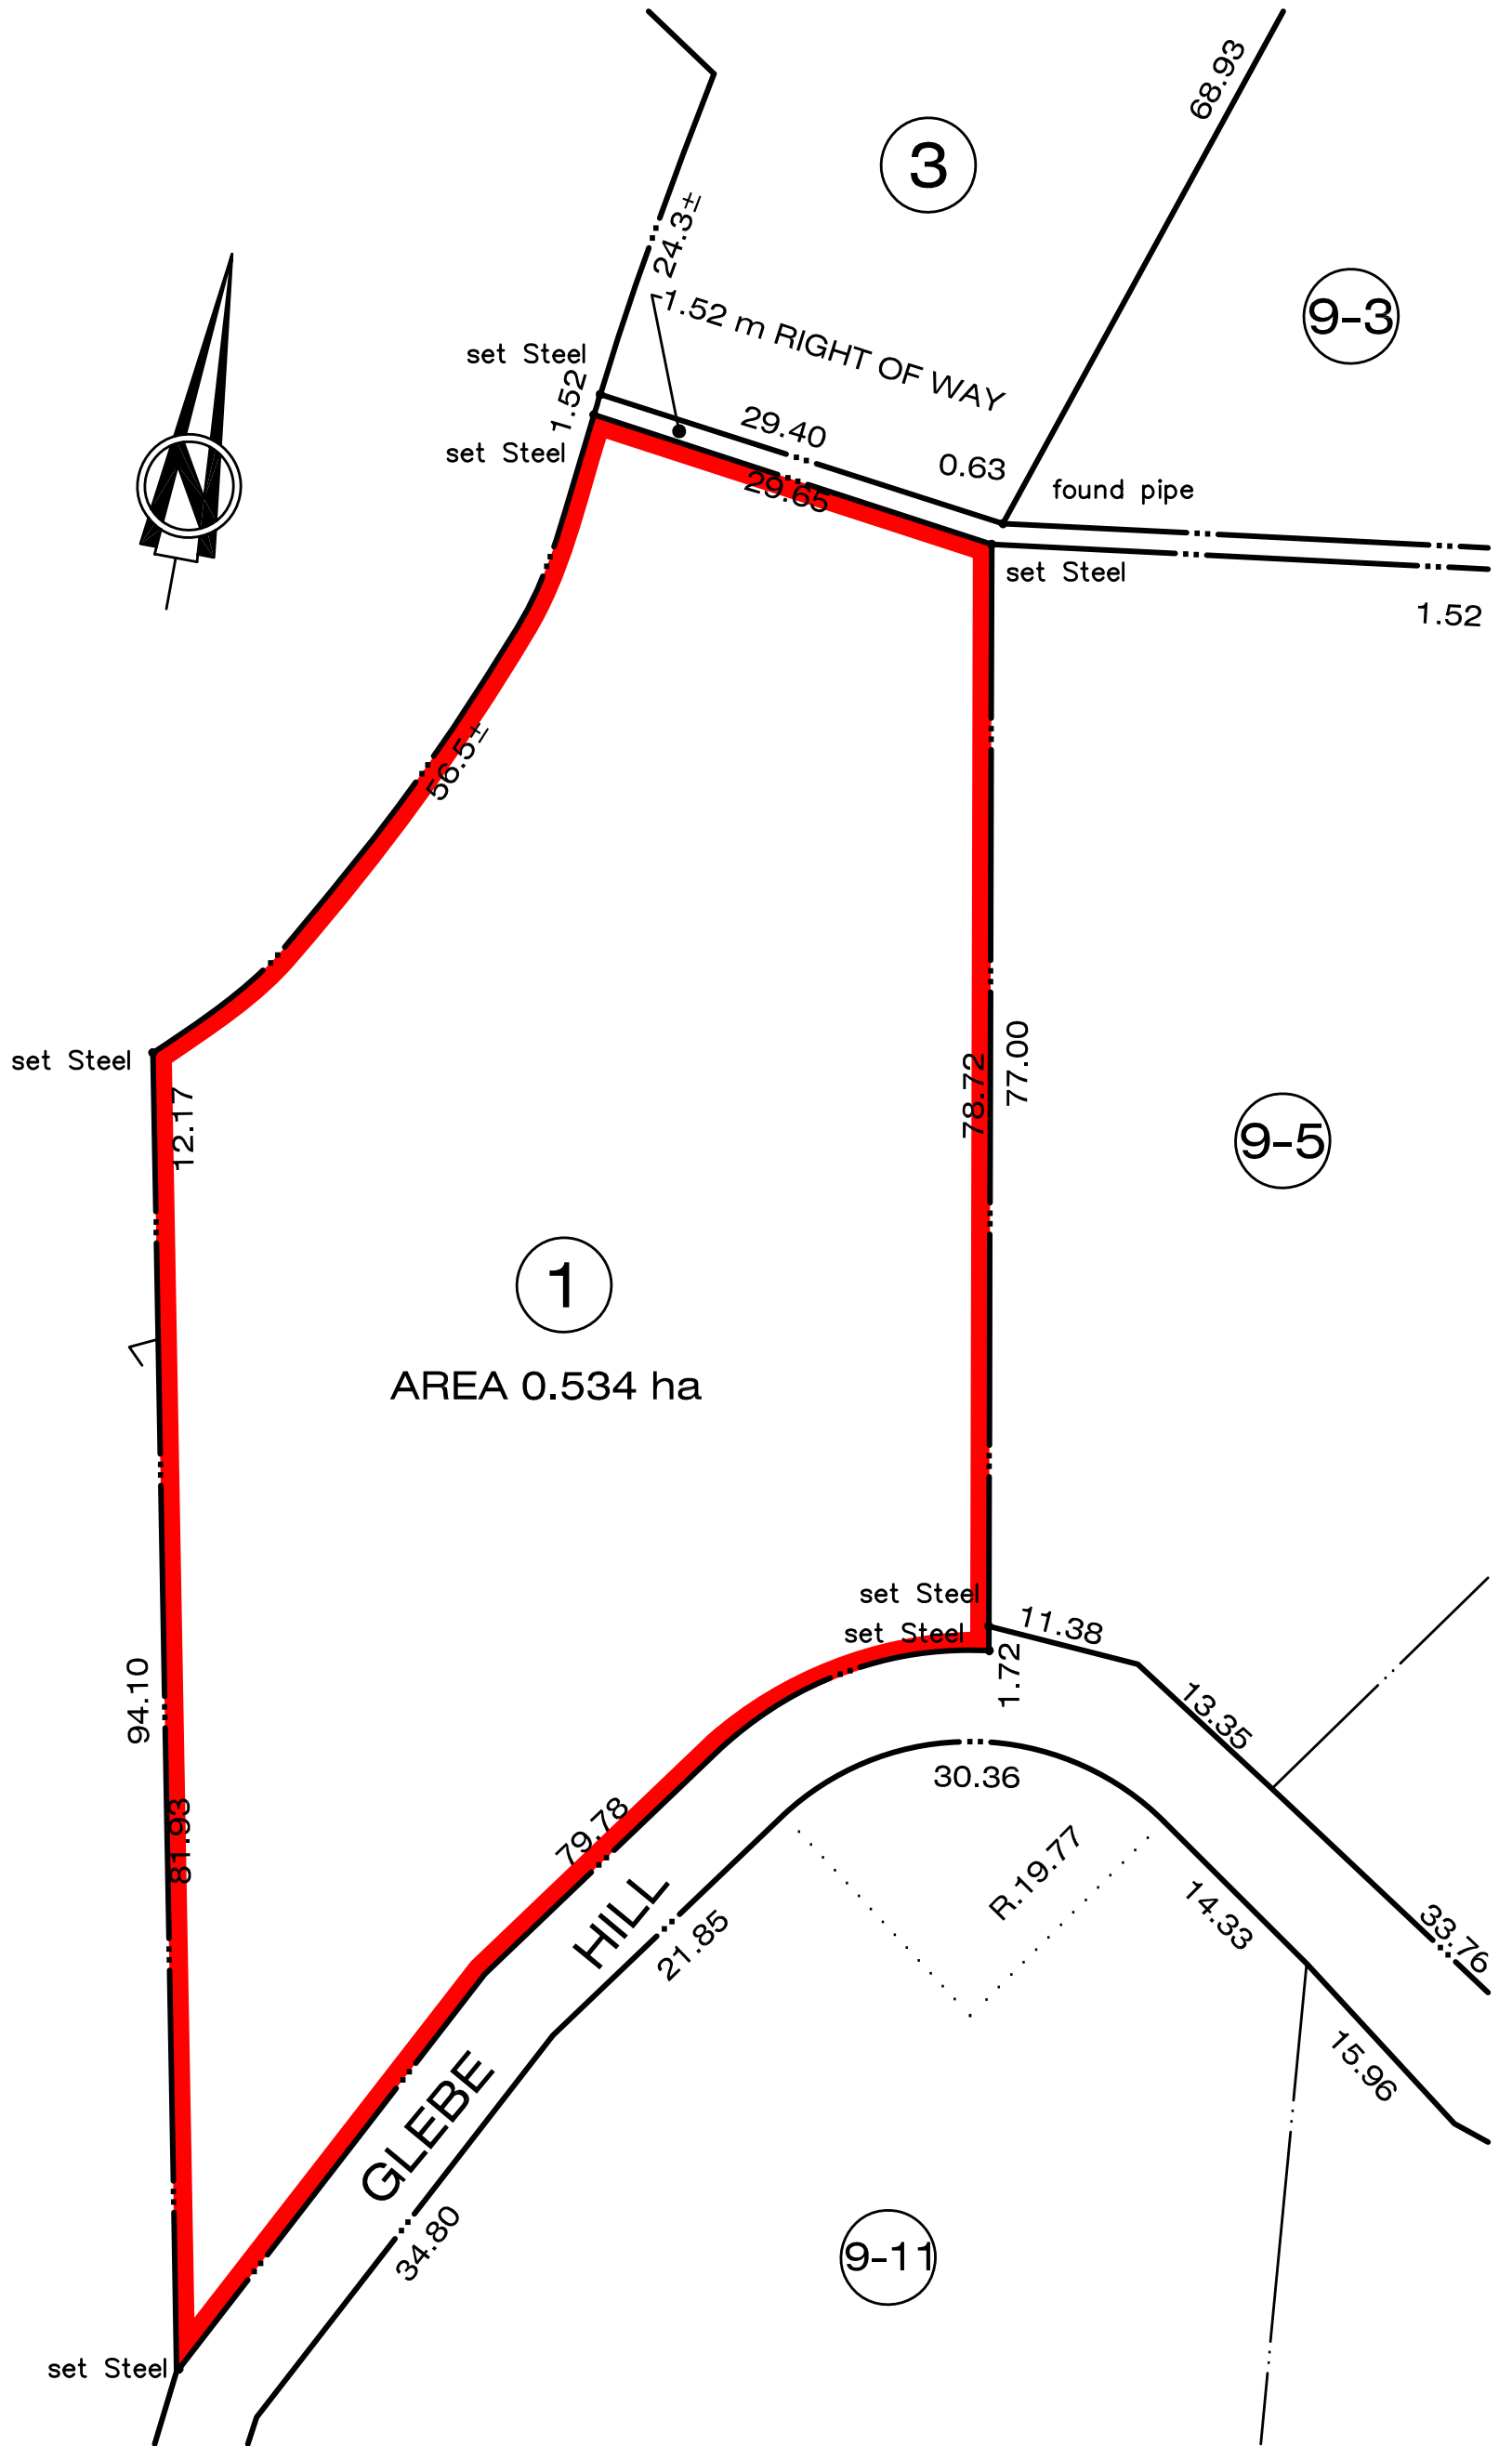 68.93
3
24.3±
9-3
1.52 m RIGHT OF WAY
set Steel
1.52
29.40
set Steel
0.63
N
29.65
found pipe
set Steel
1.52
56.5±
set Steel
12.17
78.72
77.00
9-5
1
AREA 0.534 ha
set Steel
set Steel
11.38
1.72
94.10
13.35
30.36
81.93
79.78
R.19.77
HILL
21.85
14.33
33.76
15.96
GLEBE
34.80
9-11
set Steel